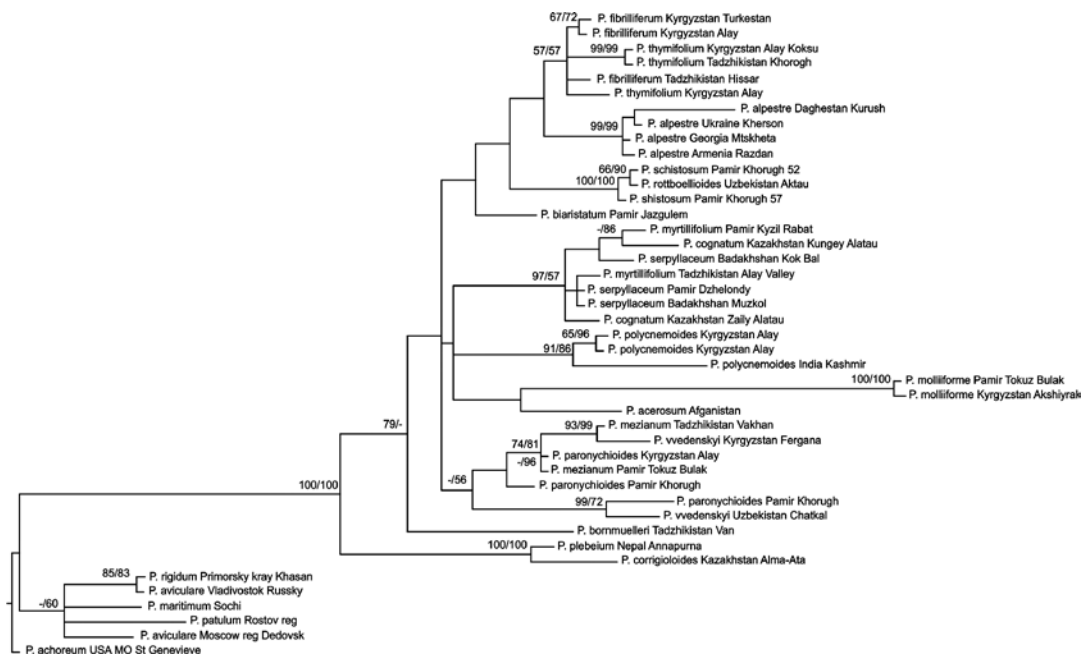 67/72
P. fibrilliferum Kyrgyzstan Turkestan
P. fibrilliferum Kyrgyzstan Alay
57/57
99/99
P. thymifolium Kyrgyzstan Alay Koksu
P. thymifolium Tadzhikistan Khorogh
P. fibrilliferum Tadzhikistan Hissar
P. thymifolium Kyrgyzstan Alay
P. alpestre Daghestan Kurush
99/99
P. alpestre Ukraine Kherson
P. alpestre Georgia Mtskheta
P. alpestre Armenia Razdan
66/90
P. schistosum Pamir Khorugh 52
100/100
P. rottboellioides Uzbekistan Aktau
P. shistosum Pamir Khorugh 57
P. biaristatum Pamir Jazgulem
-/86
P. myrtillifolium Pamir Kyzil Rabat
P. cognatum Kazakhstan Kungey Alatau
P. serpyllaceum Badakhshan Kok Bal
97/57
P. myrtillifolium Tadzhikistan Alay Valley
P. serpyllaceum Pamir Dzhelondy
P. serpyllaceum Badakhshan Muzkol
P. cognatum Kazakhstan Zaily Alatau
65/96
P. polycnemoides Kyrgyzstan Alay
91/86
P. polycnemoides Kyrgyzstan Alay
P. polycnemoides India Kashmir
100/100
P. molliiforme Pamir Tokuz Bulak
P. molliiforme Kyrgyzstan Akshiyrak
P. acerosum Afganistan
79/-
93/99
P. mezianum Tadzhikistan Vakhan
P. vvedenskyi Kyrgyzstan Fergana
74/81
P. paronychioides Kyrgyzstan Alay
-/96
P. mezianum Pamir Tokuz Bulak
-/56
P. paronychioides Pamir Khorugh
100/100
99/72
P. paronychioides Pamir Khorugh
P. vvedenskyi Uzbekistan Chatkal
P. bornmuelleri Tadzhikistan Van
100/100
P. plebeium Nepal Annapurna
P. corrigioloides Kazakhstan Alma-Ata
85/83
P. rigidum Primorsky kray Khasan
P. aviculare Vladivostok Russky
-/60
P. maritimum Sochi
P. patulum Rostov reg
P. aviculare Moscow reg Dedovsk
P. achoreum USA MO St Genevieve